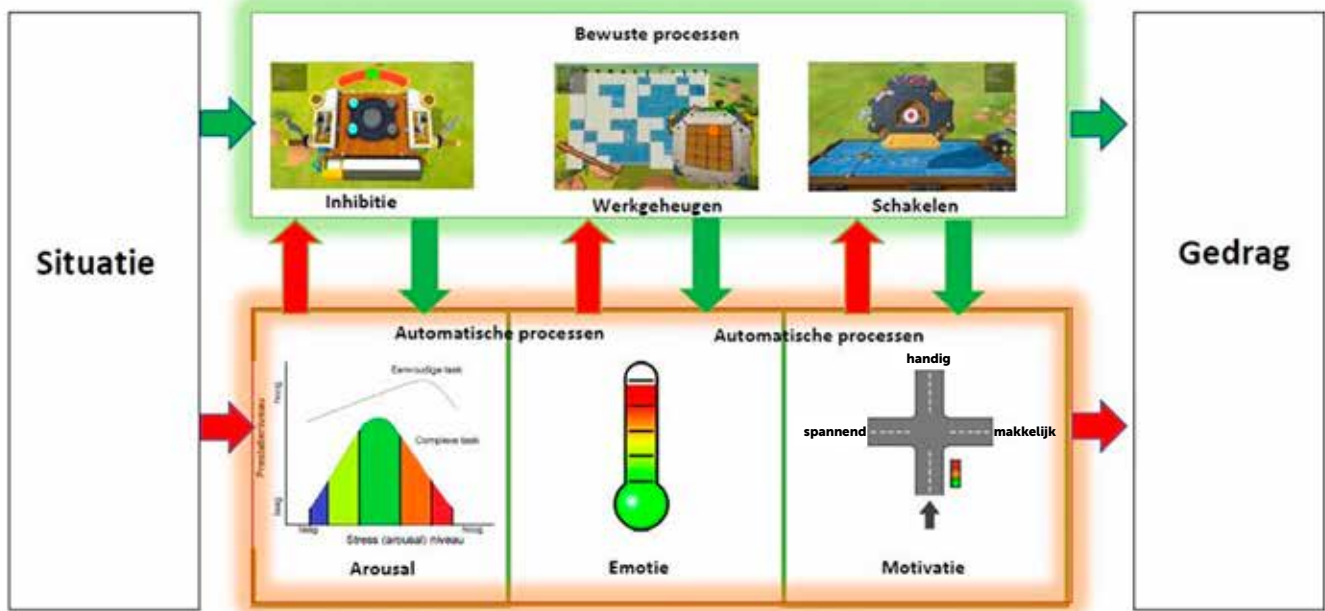 Bewuste processen
Inhibitie
Werkgeheugen
Schakelen
Situatie
Gedrag
Automatische processen
Automatische processen
Prestatieniveau
hoog
laag
Eenvoudige taak
Complexe taak
laag
hoog
Stress (arousal) niveau
Arousal
Emotie
handig
spannend
makkelijk
Motivatie